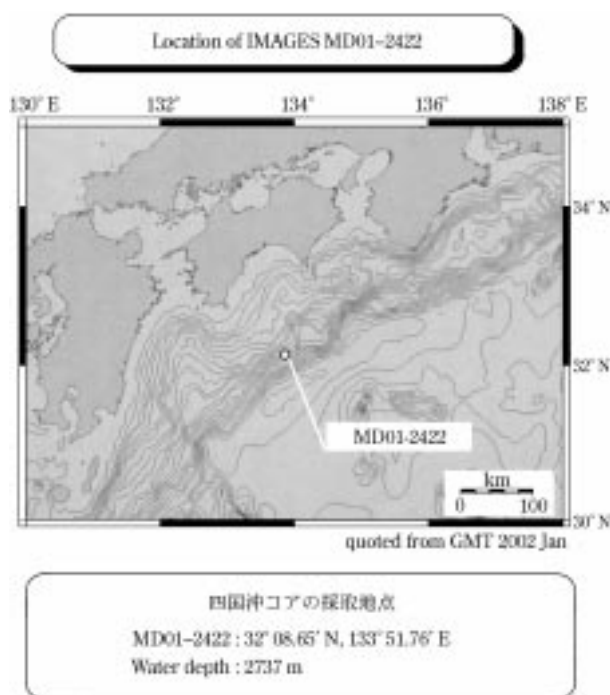 Location of IMAGES MD01–2422
130° E 132° 134° 136° 138° E
34° N
32° N
MD01-2422
km
0 100
30° N
quoted from GMT 2002 Jan
四国沖コアの採取地点
MD01–2422 : 32° 08.65' N, 133° 51.76' E
Water depth : 2737 m